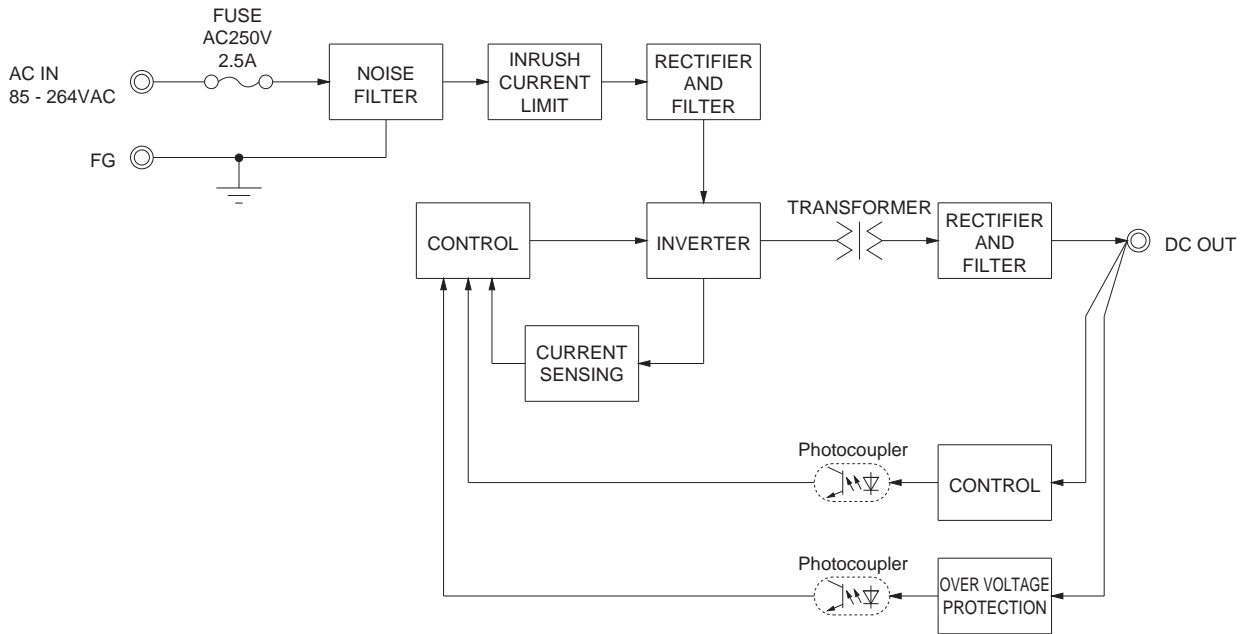 FUSE
AC250V
2.5A
AC IN
85 - 264VAC
NOISE
FILTER
INRUSH
CURRENT
LIMIT
RECTIFIER
AND
FILTER
FG
CONTROL
INVERTER
TRANSFORMER
RECTIFIER
AND
FILTER
DC OUT
CURRENT
SENSING
Photocoupler
CONTROL
Photocoupler
OVER VOLTAGE
PROTECTION